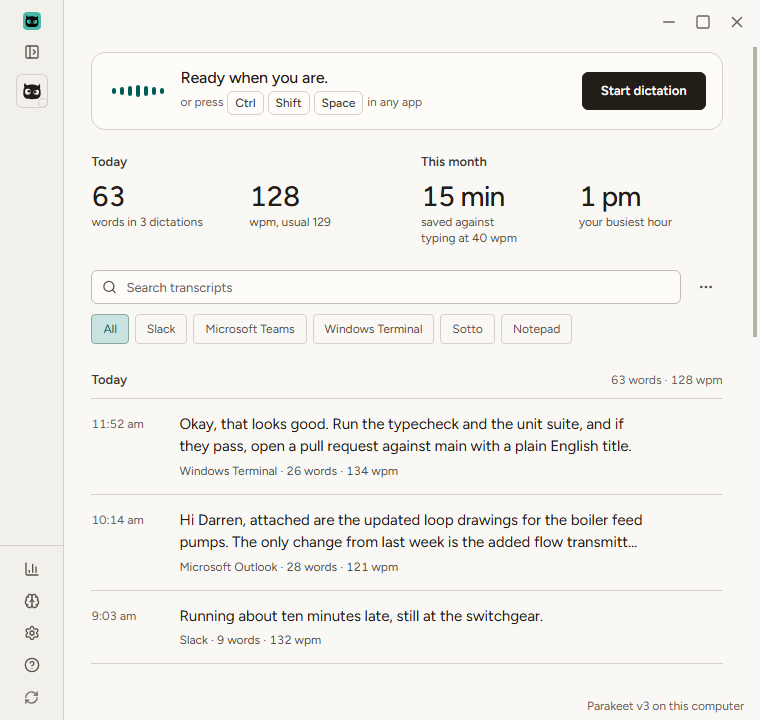 Ready when you are.
or press Ctrl Shift Space in any app
Start dictation
Today
63
words in 3 dictations
128
wpm, usual 129
This month
15 min
saved against
typing at 40 wpm
1 pm
your busiest hour
Search transcripts
All Slack Microsoft Teams Windows Terminal Sotto Notepad
Today 63 words · 128 wpm
11:52 am
Okay, that looks good. Run the typecheck and the unit suite, and if
they pass, open a pull request against main with a plain English title.
Windows Terminal · 26 words · 134 wpm
10:14 am
Hi Darren, attached are the updated loop drawings for the boiler feed
pumps. The only change from last week is the added flow transmitt...
Microsoft Outlook · 28 words · 121 wpm
9:03 am
Running about ten minutes late, still at the switchgear.
Slack · 9 words · 132 wpm
Parakeet v3 on this computer